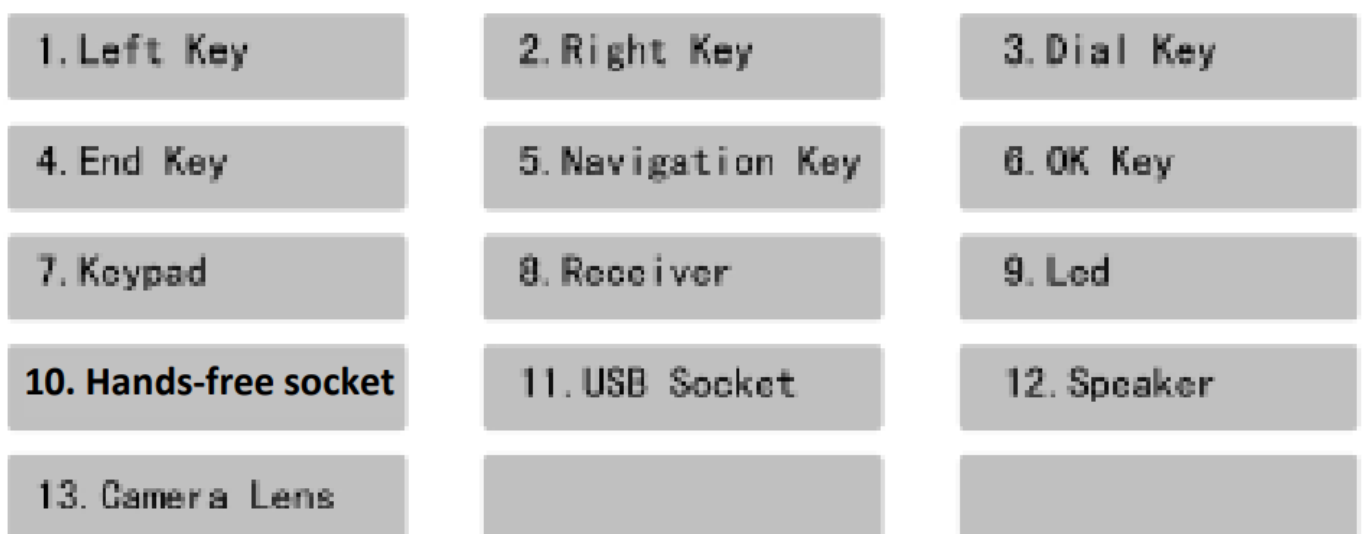 1. Left Key
2. Right Key
3. Dial Key
4. End Key
5. Navigation Key
6. OK Key
7. Keypad
8. Receiver
9. Led
10. Hands-free socket
11. USB Socket
12. Speaker
13. Camera Lens